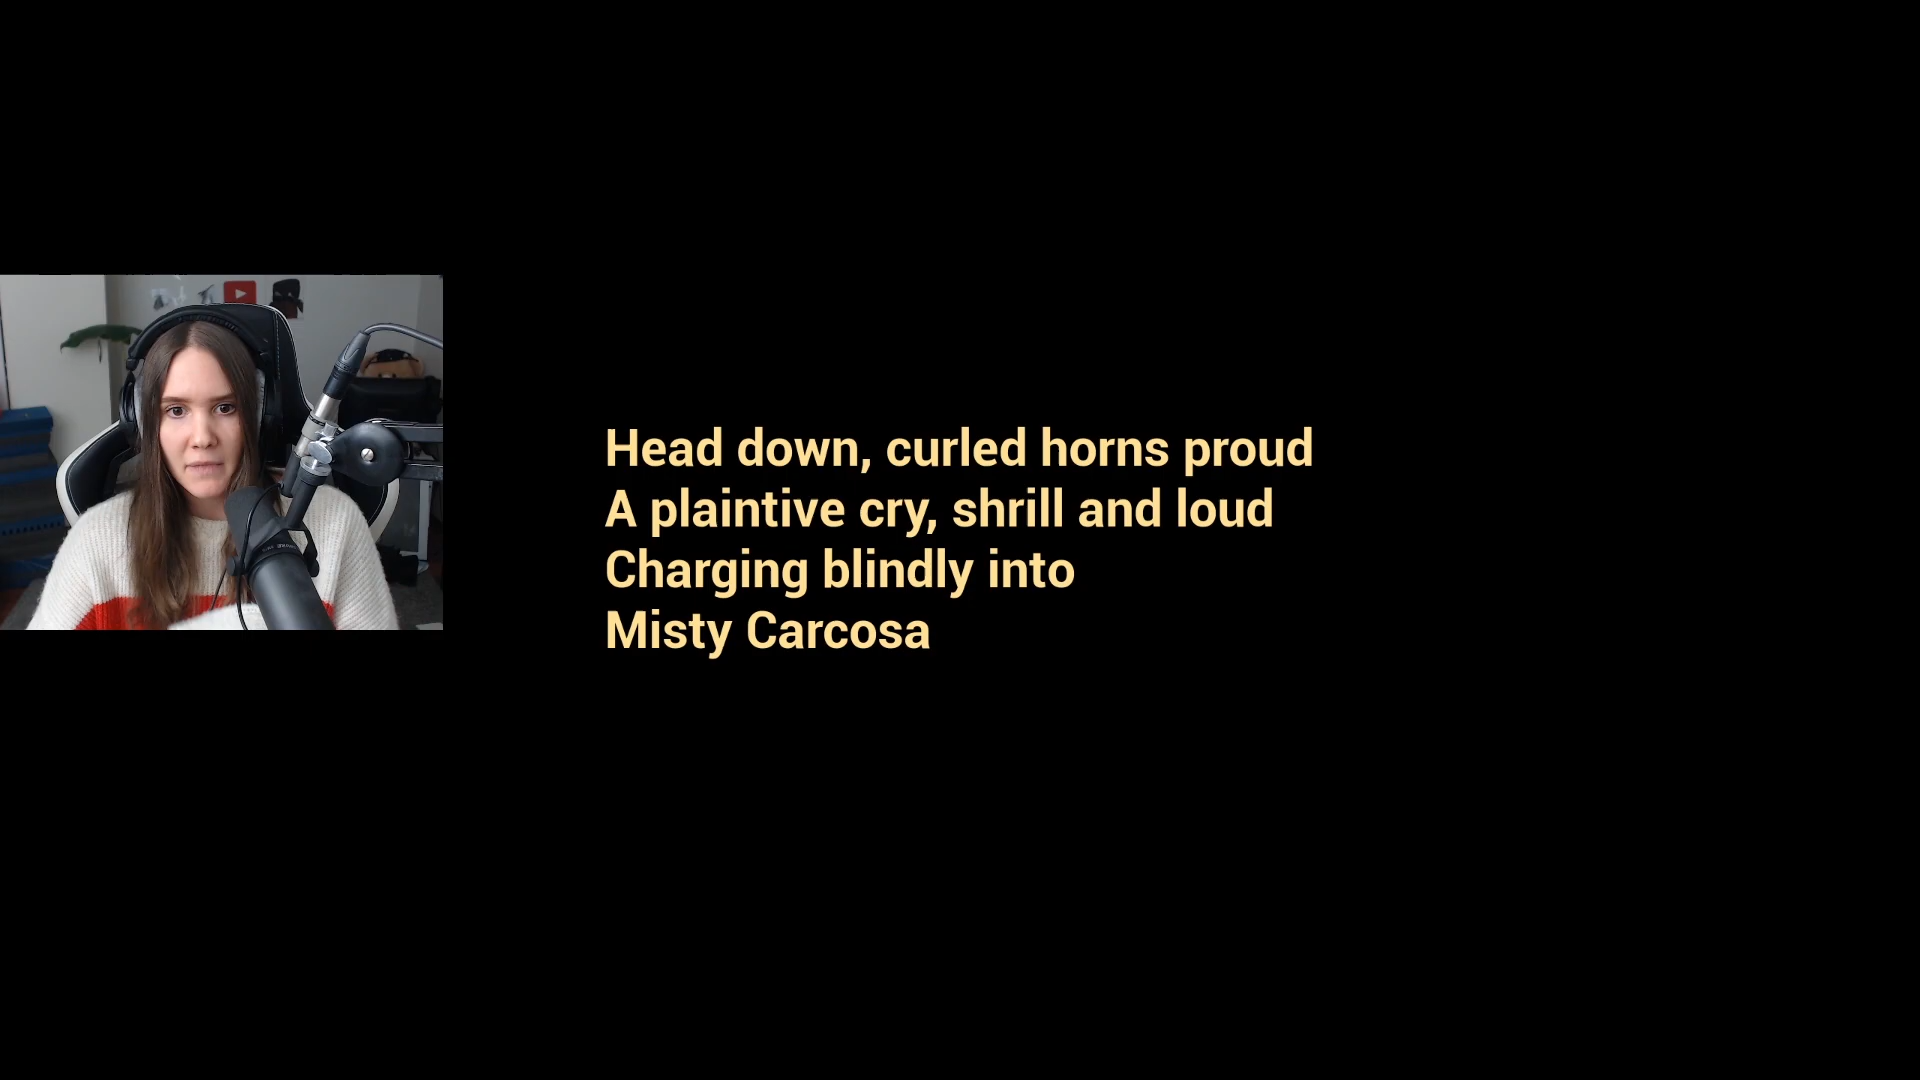 Head down, curled horns proud
A plaintive cry, shrill and loud
Charging blindly into
Misty Carcosa